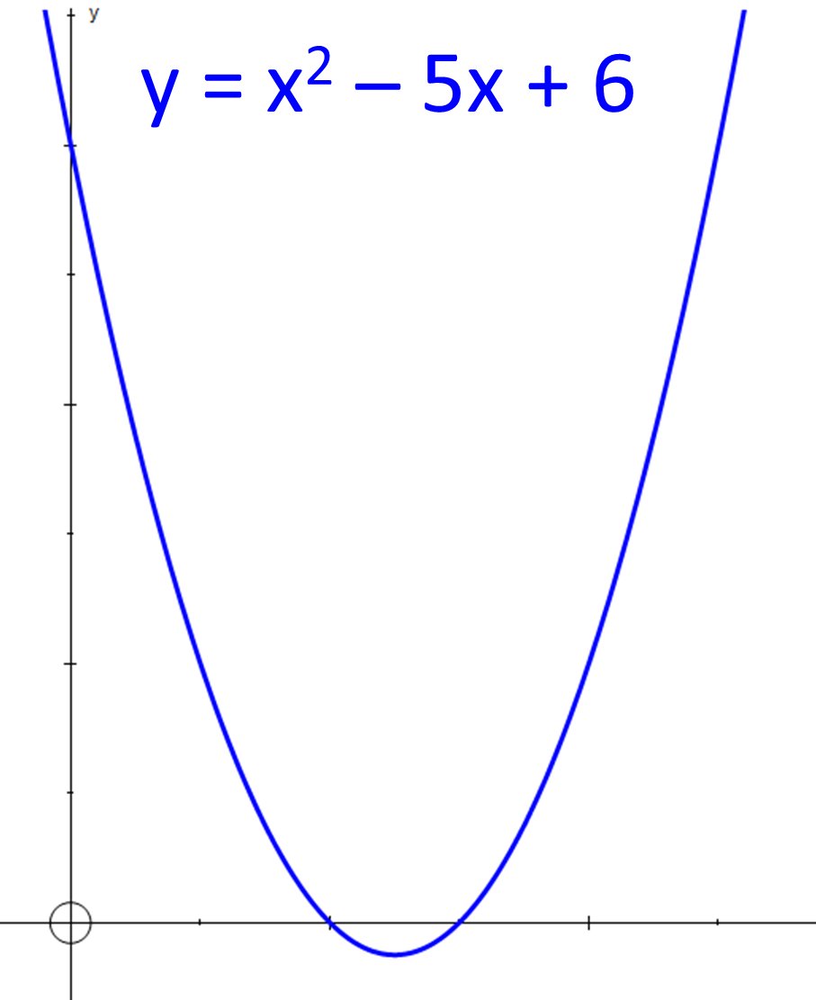 y
y = x² – 5x + 6